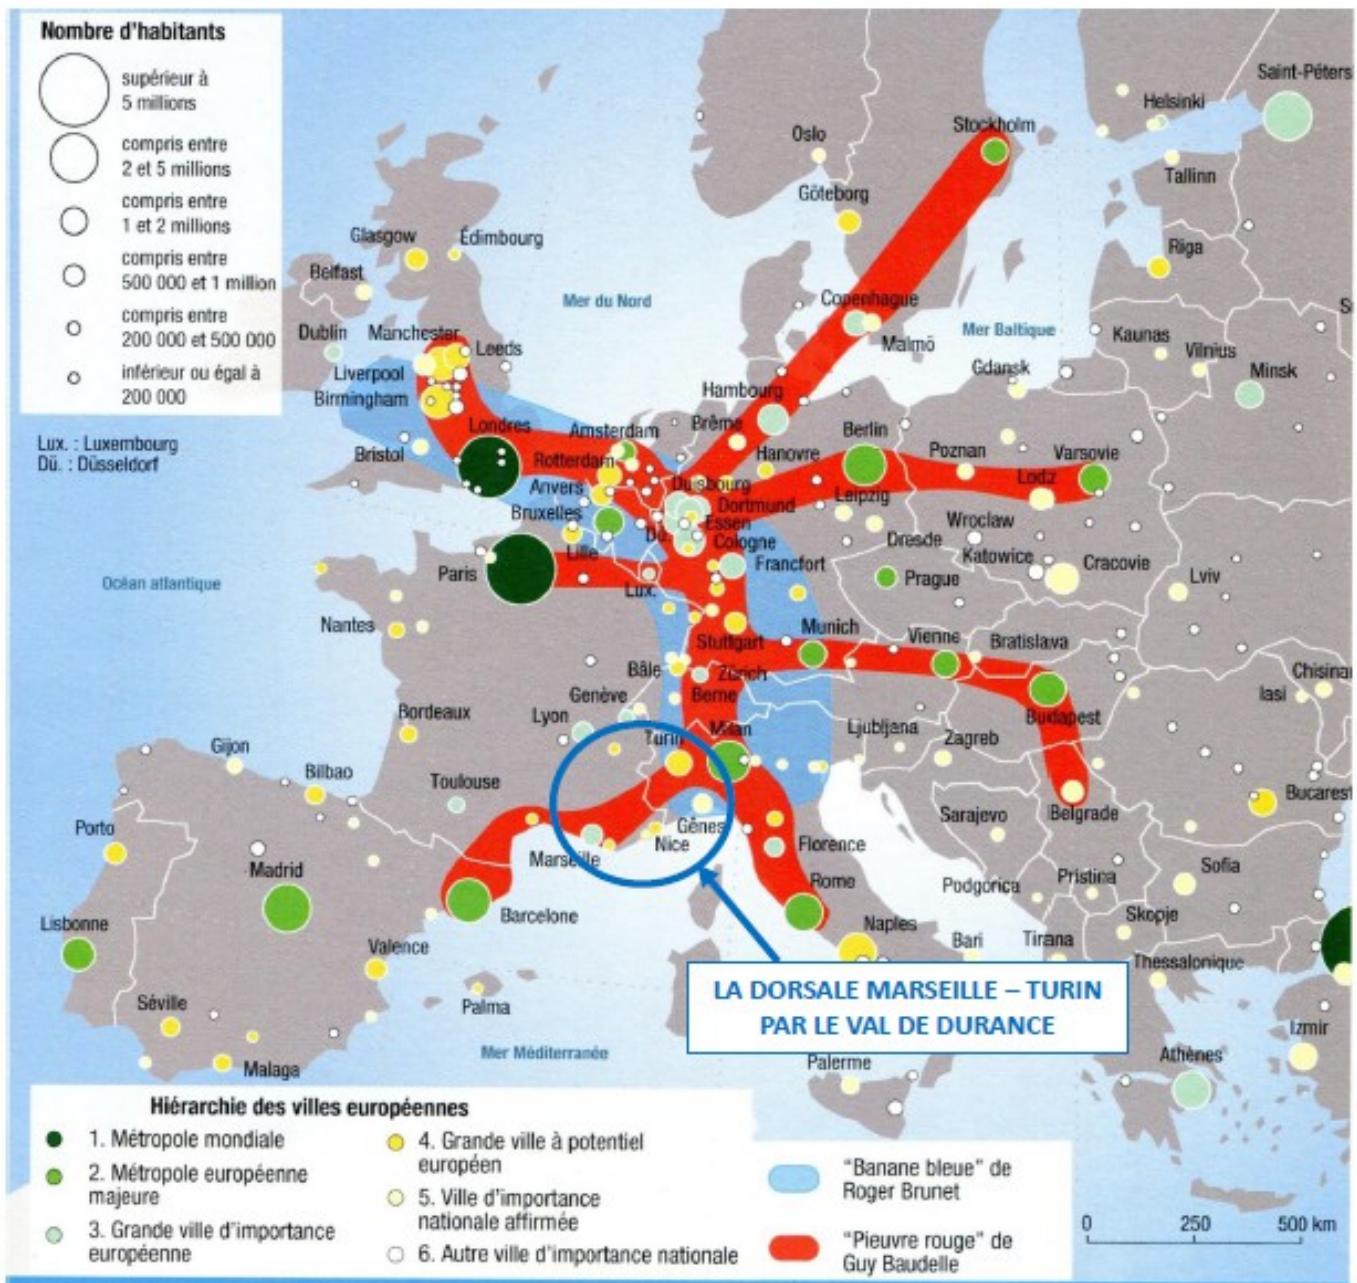 Nombre d'habitants
supérieur à
5 millions
compris entre
2 et 5 millions
compris entre
1 et 2 millions
compris entre
500 000 et 1 million
compris entre
200 000 et 500 000
inférieur ou égal à
200 000
Lux. : Luxembourg
Dü. : Düsseldorf
Saint-Péters
Helsinki
Stockholm
Oslo
Tallinn
Göteborg
Glasgow
Édimbourg
Riga
Belfast
Mer du Nord
Copenhague
Mer Baltique
Dublin
Manchester
Malmö
Kaunas
Leeds
Vilnius
Liverpool
Gdansk
Minsk
Birmingham
Hambourg
Londres
Amsterdam
Brême
Berlin
Bristol
Rotterdam
Hanovre
Poznan
Varsovie
Anvers
Duisbourg
Lodz
Leipzig
Bruxelles
Dortmund
Essen
Wroclaw
Dü.
Cologne
Dresde
Lille
Katowice
Francfort
Cracovie
Paris
Océan atlantique
Prague
Lviv
Lux.
Nantes
Munich
Vienne
Bratislava
Stuttgart
Bâle
Zürich
Chisinau
Genève
Berne
Iasi
Bordeaux
Lyon
Budapest
Milan
Ljubljana
Turin
Zagreb
Gijon
Bilbao
Toulouse
Bucarest
Sarajevo
Belgrade
Porto
Gênes
Marseille
Nice
Florence
Madrid
Rome
Sofia
Pristina
Podgorica
Barcelone
Skopje
Lisbonne
Naples
Valence
Bari
Tirana
Thessalonique
LA DORSALE MARSEILLE – TURIN
PAR LE VAL DE DURANCE
Séville
Palma
Izmir
Mer Méditerranée
Palerme
Athènes
Malaga
Hiérarchie des villes européennes
1. Métropole mondiale
2. Métropole européenne
majeure
3. Grande ville d'importance
européenne
4. Grande ville à potentiel
européen
5. Ville d'importance
nationale affirmée
6. Autre ville d'importance nationale
"Banane bleue" de
Roger Brunet
"Pieuvre rouge" de
Guy Baudelle
0 250 500 km